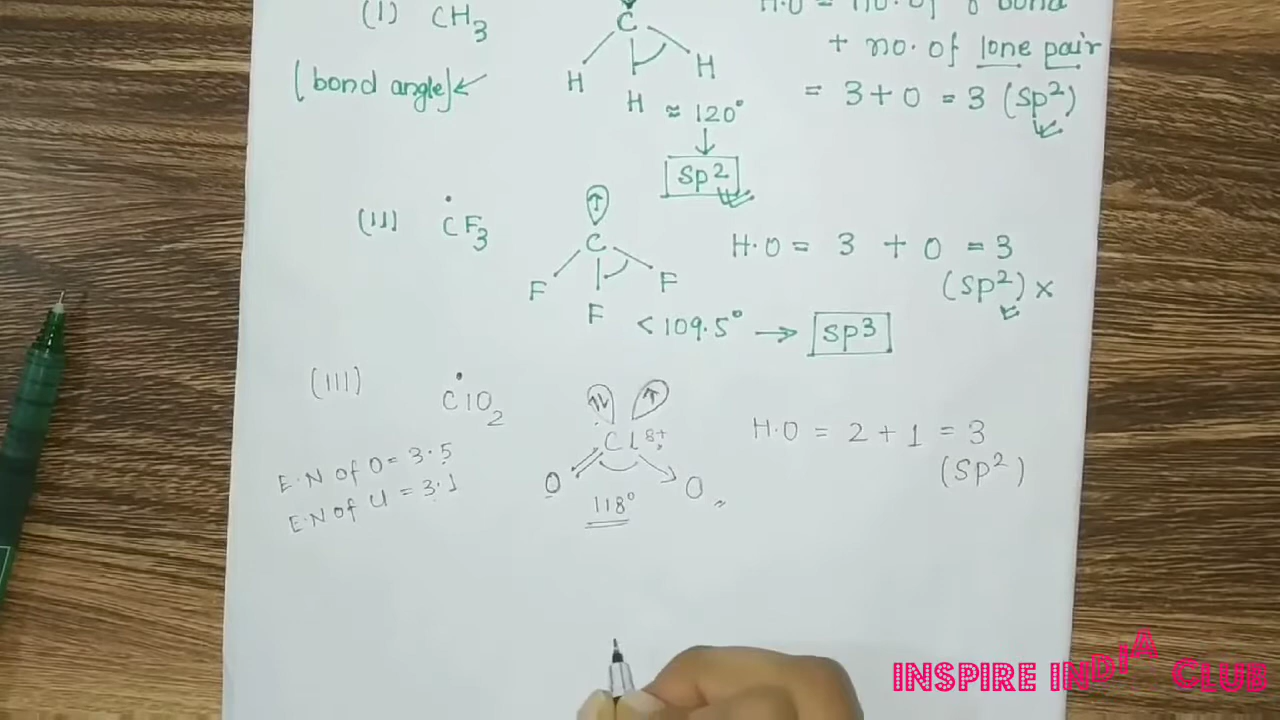 (I) CH3
(bond angle)
C
H H H
≈ 120°
sp2
H.O = no. of bond
+ no. of lone pair
= 3 + 0 = 3 (sp2)
(II) CF3
C
F F F
< 109.5° → sp3
H.O = 3 + 0 = 3
(sp2) x
(III) ClO2
E.N of O = 3.5
E.N of Cl = 3.1
Cl δ+
O O
118°
H.O = 2 + 1 = 3
(sp2)
INSPIRE INDIA CLUB